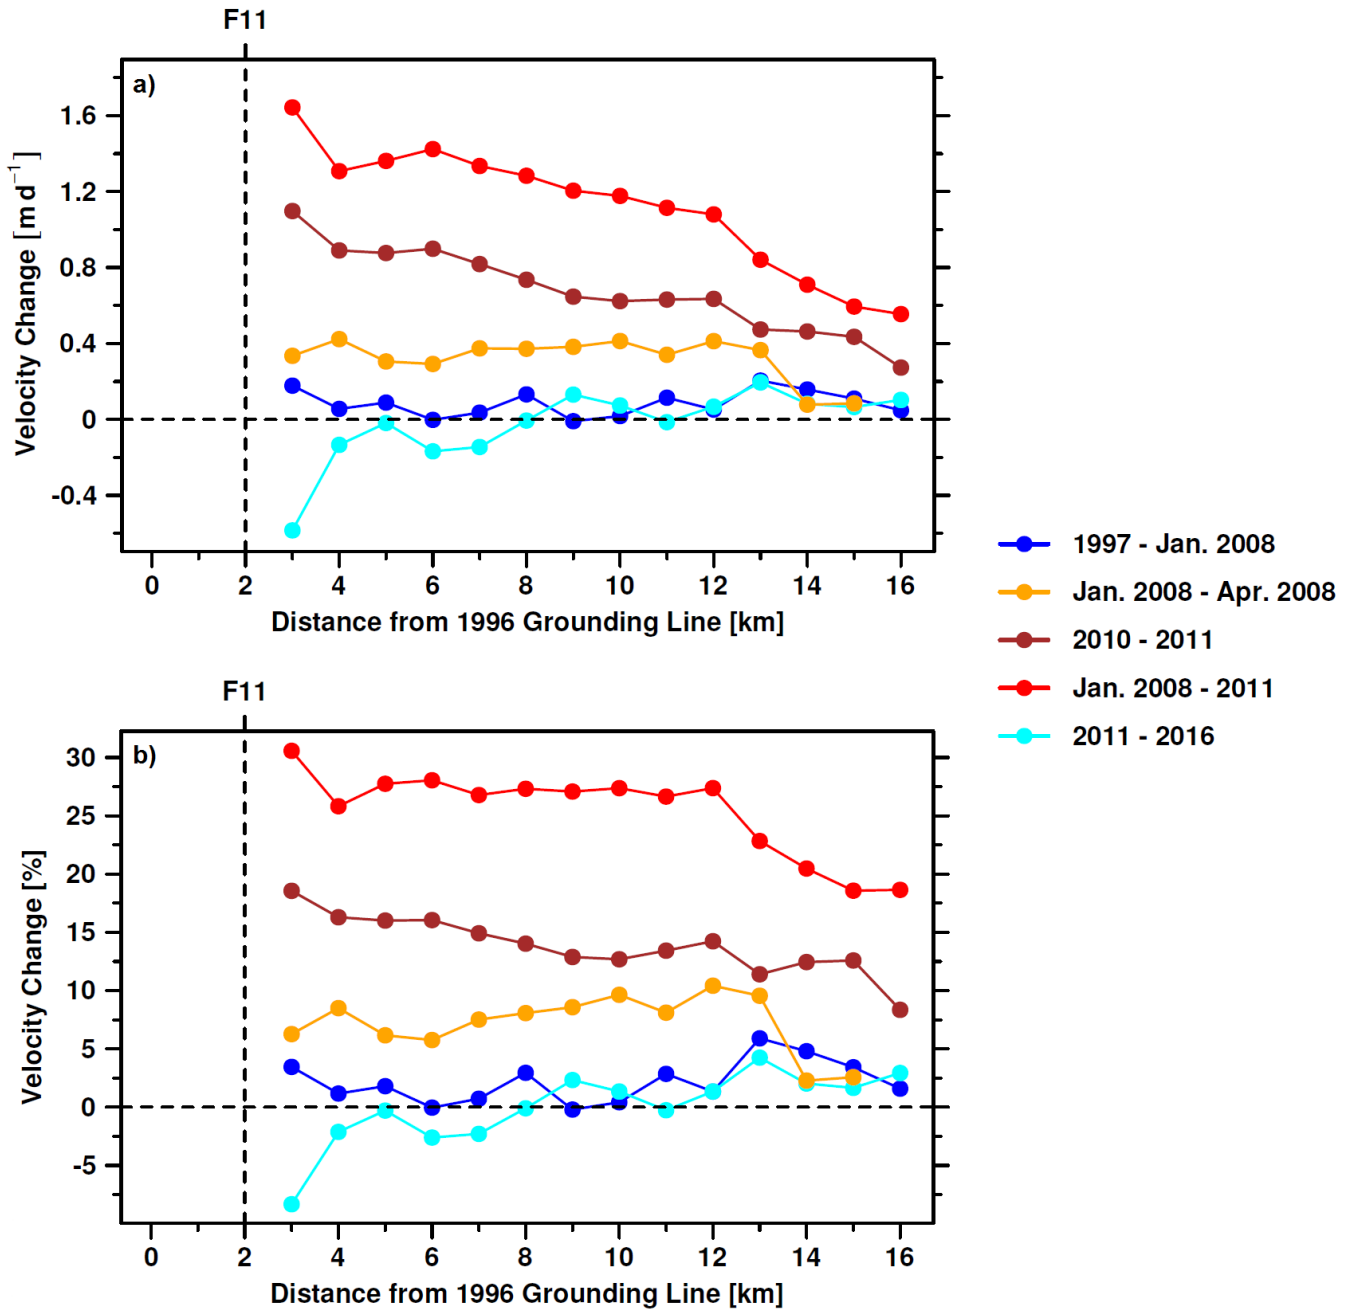 F11
a)
1.6
1.2
0.8
0.4
0
-0.4
Velocity Change [m d⁻¹]
0 2 4 6 8 10 12 14 16
Distance from 1996 Grounding Line [km]
1997 - Jan. 2008
Jan. 2008 - Apr. 2008
2010 - 2011
Jan. 2008 - 2011
2011 - 2016
F11
b)
30
25
20
15
10
5
0
-5
Velocity Change [%]
0 2 4 6 8 10 12 14 16
Distance from 1996 Grounding Line [km]